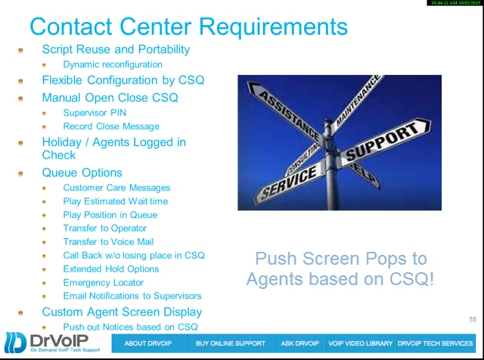 Contact Center Requirements
Script Reuse and Portability
Dynamic reconfiguration
Flexible Configuration by CSQ
Manual Open Close CSQ
Supervisor PIN
Record Close Message
Holiday / Agents Logged in
Check
Queue Options
Customer Care Messages
Play Estimated Wait time
Play Position in Queue
Transfer to Operator
Transfer to Voice Mail
Call Back w/o losing place in CSQ
Extended Hold Options
Emergency Locator
Email Notifications to Supervisors
Custom Agent Screen Display
Push out Notices based on CSQ
ASSISTANCE
MAINTENANCE
CONSULTING
SUPPORT
SERVICE
HELP
Push Screen Pops to
Agents based on CSQ!
55
DrVoIP
On Demand VoIP Tech Support
ABOUT DRVOIP
BUY ONLINE SUPPORT
ASK DRVOIP
VOIP VIDEO LIBRARY
DRVOIP TECH SERVICES